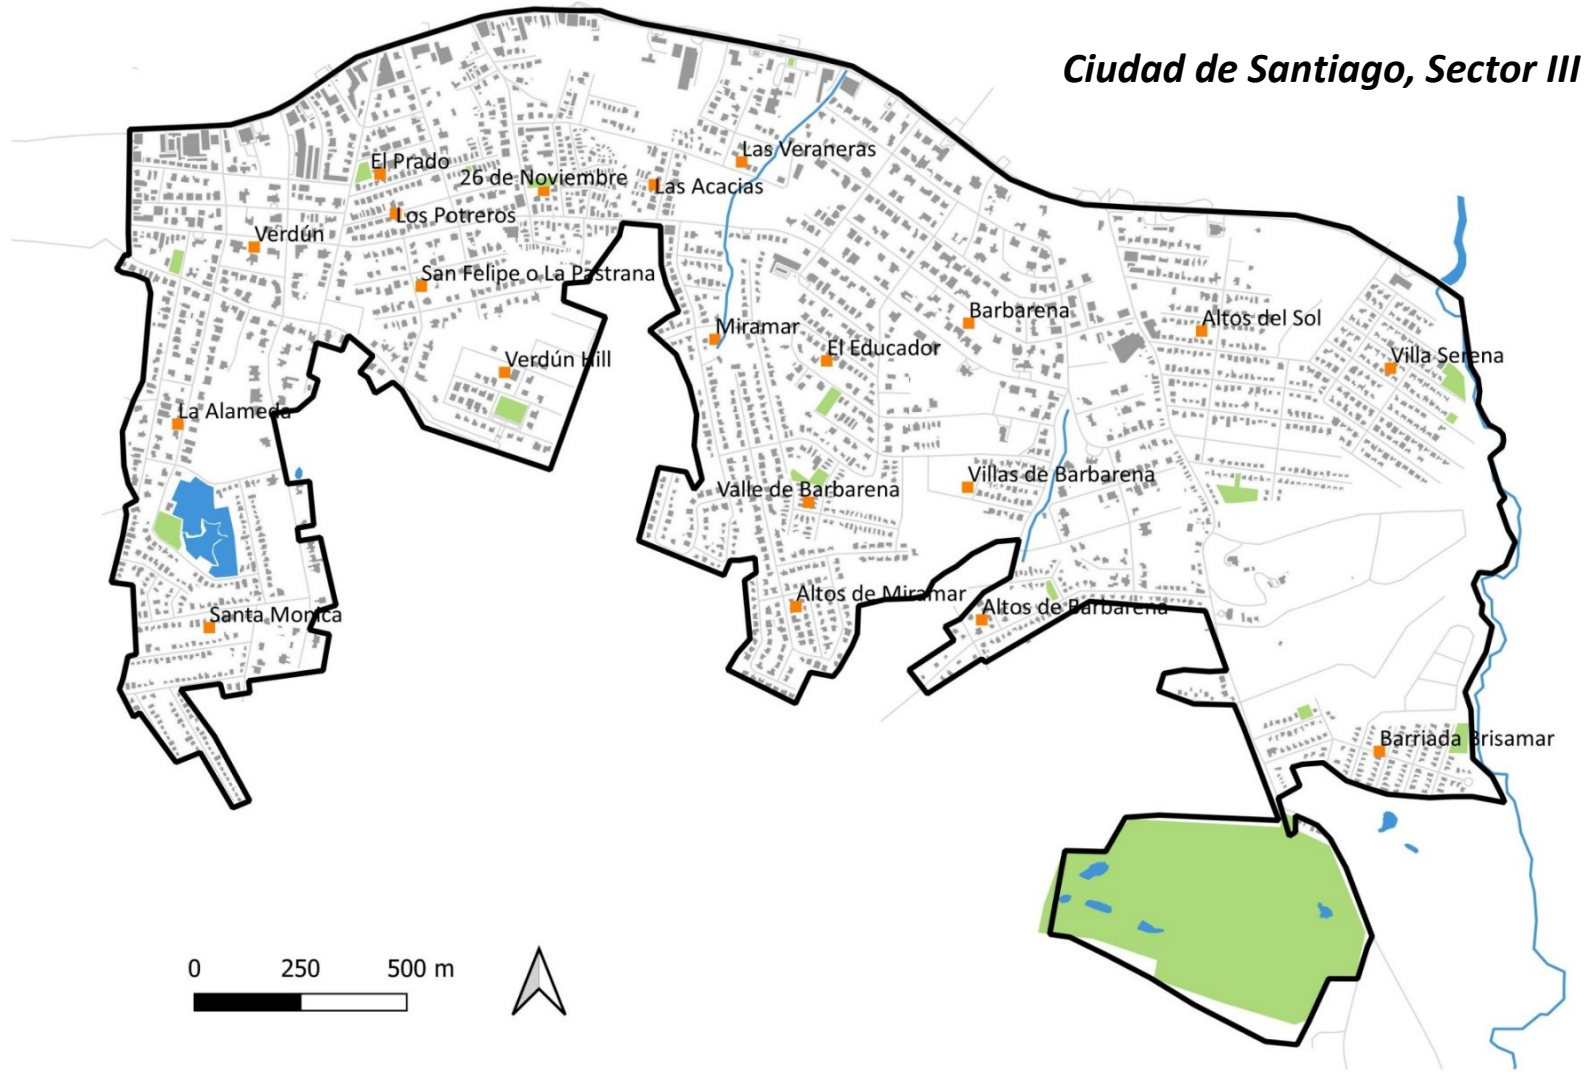 Ciudad de Santiago, Sector III
Las Veraneras
El Prado
26 de Noviembre
Las Acacias
Los Potreros
Verdún
San Felipe o La Pastrana
Barbarena
Altos del Sol
Miramar
El Educador
Villa Serena
Verdún Hill
La Alameda
Villas de Barbarena
Valle de Barbarena
Altos de Miramar
Altos de Barbarena
Santa Monica
Barriada Brisamar
0 250 500 m